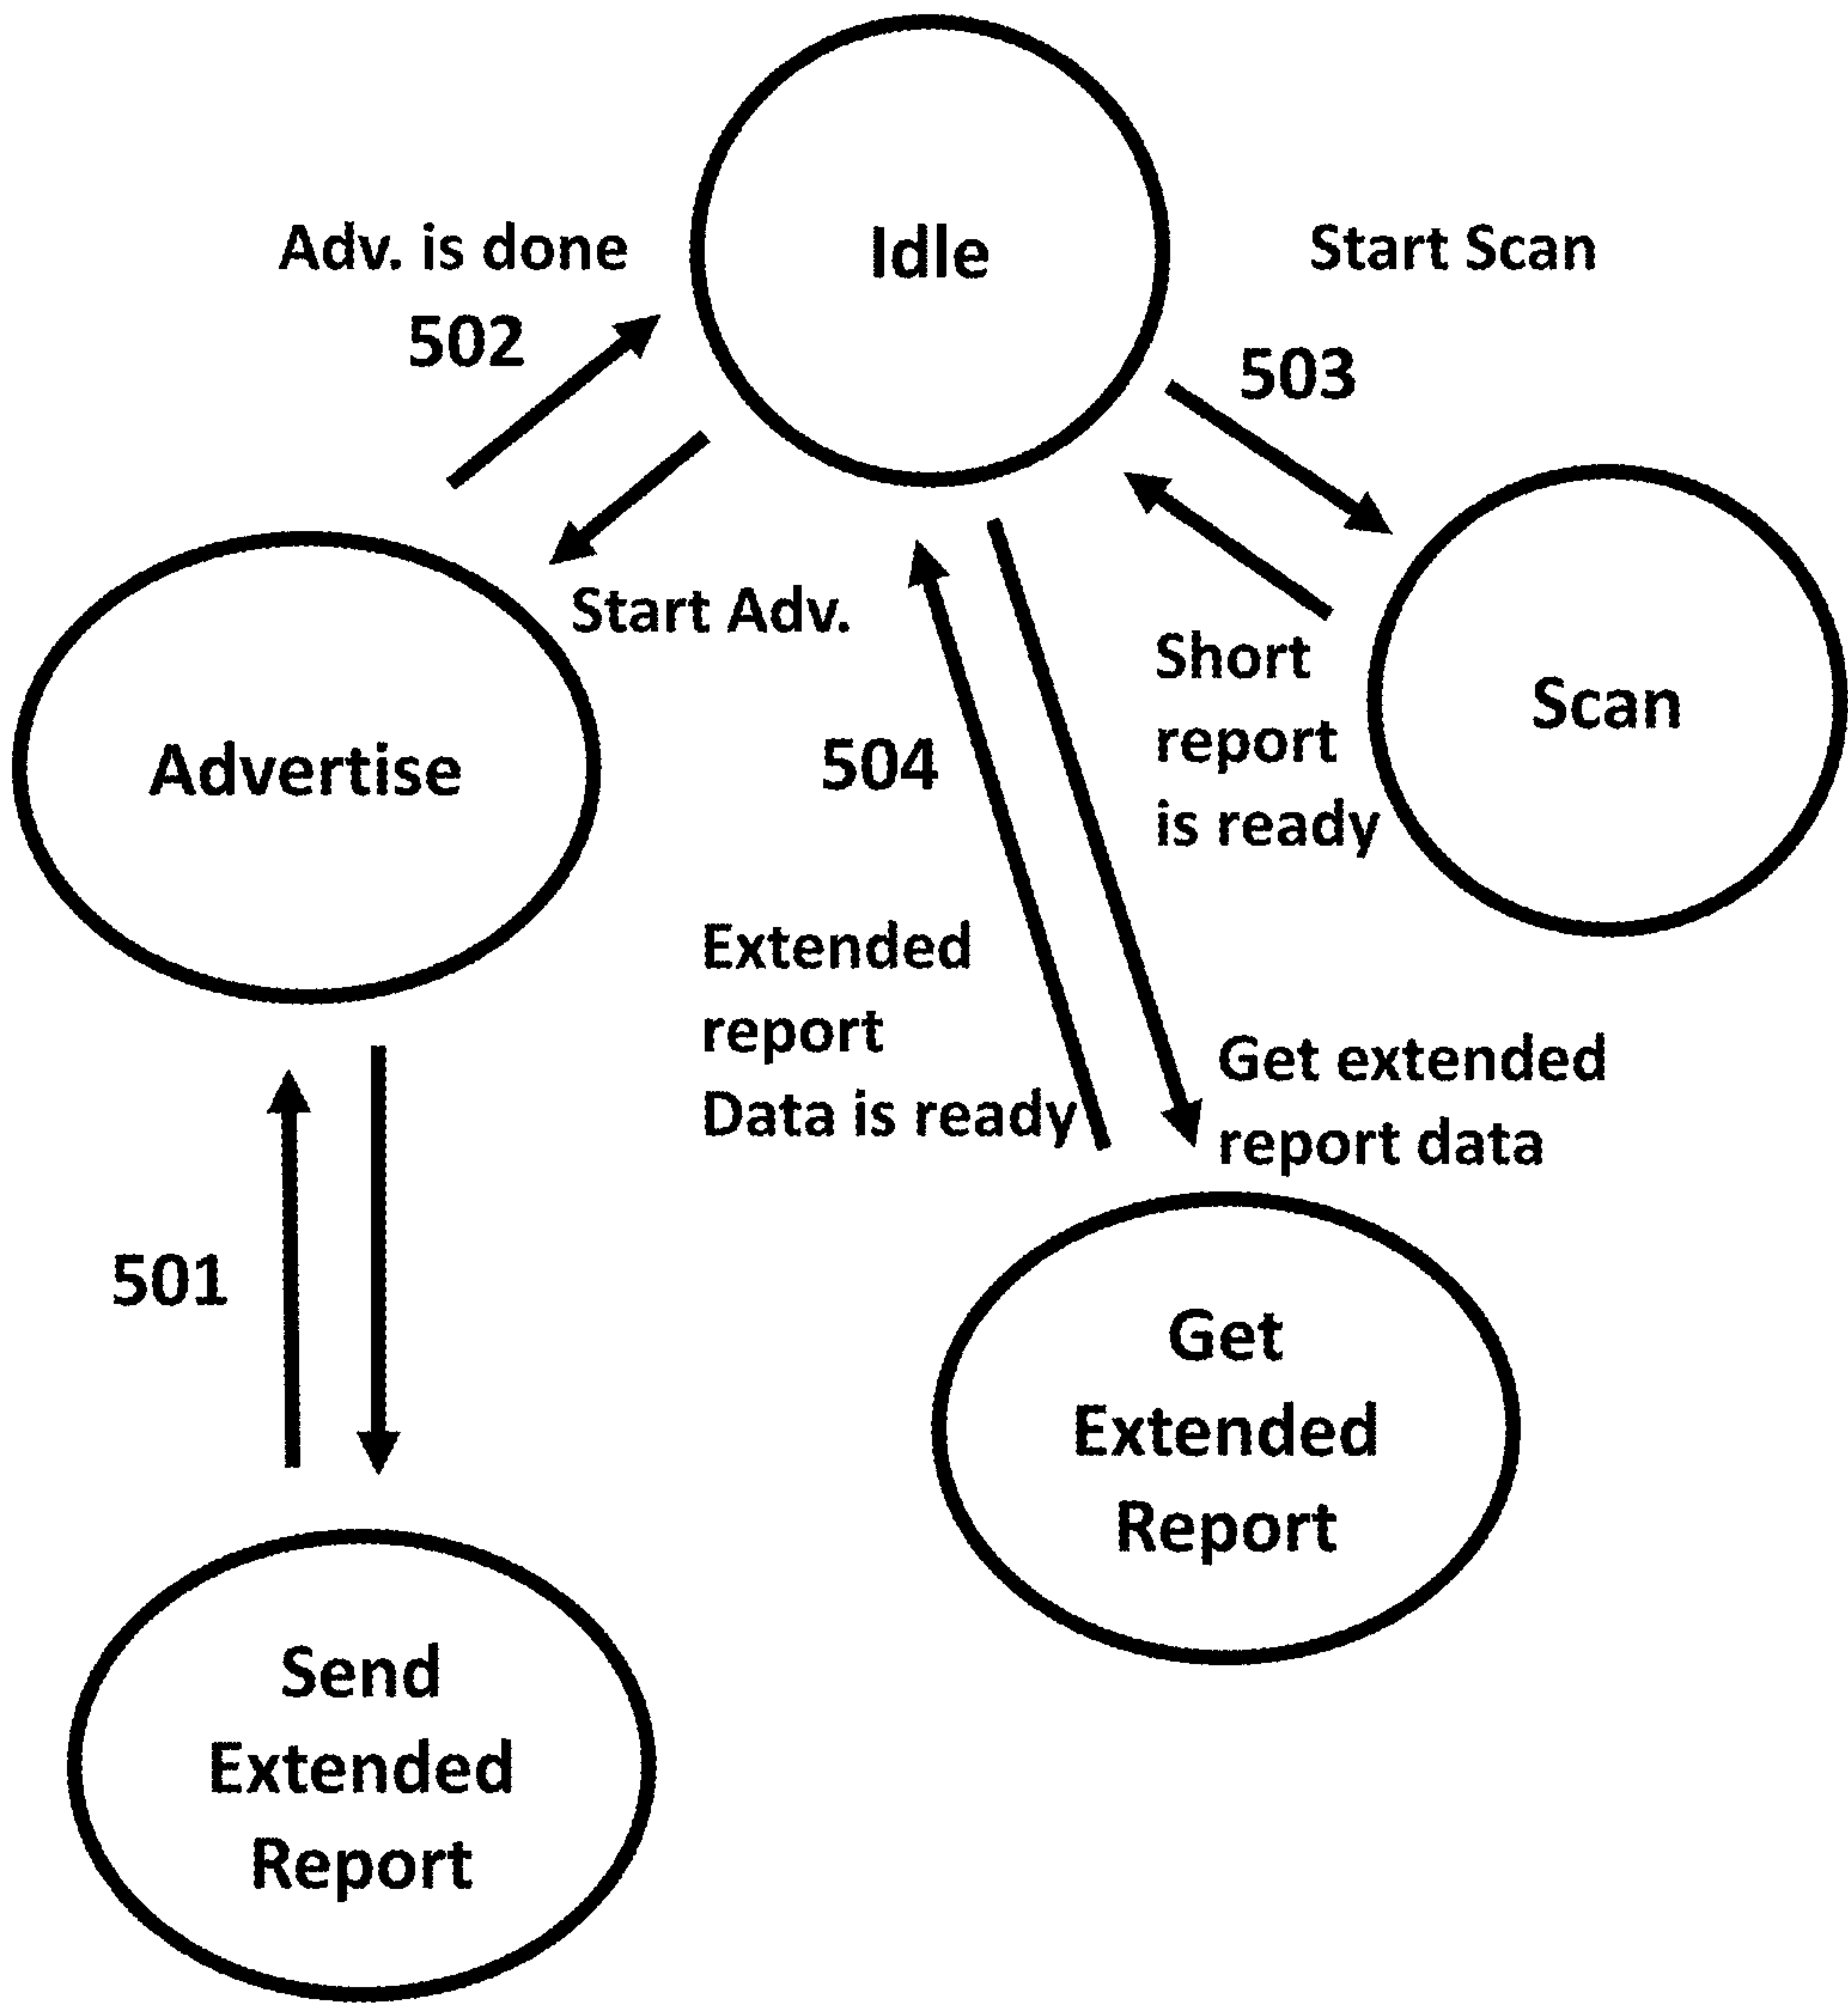 Idle
Adv. is done
502
Start Scan
503
Start Adv.
Advertise
504
Short
report
is ready
Scan
Extended
report
Data is ready
Get extended
report data
501
Get
Extended
Report
Send
Extended
Report